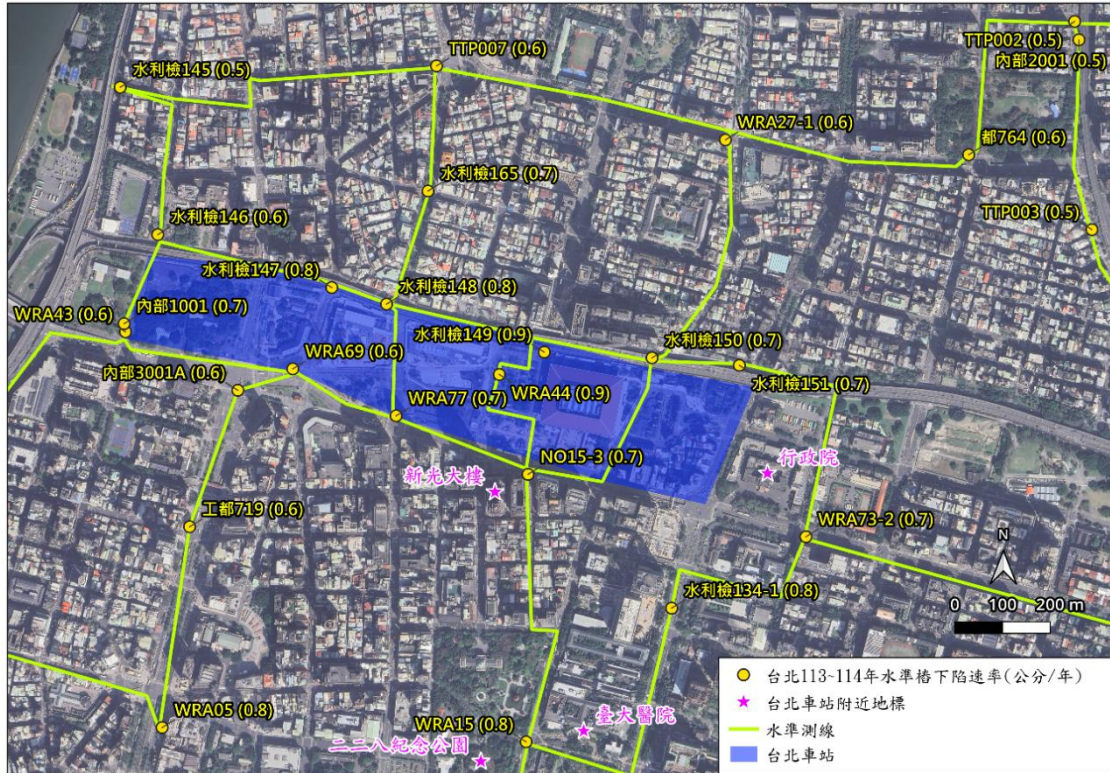 TTP002 (0.5)
內部2001 (0.5)
TTP007 (0.6)
水利檢145 (0.5)
WRA27-1 (0.6)
都764 (0.6)
水利檢165 (0.7)
TTP003 (0.5)
水利檢146 (0.6)
水利檢147 (0.8)
水利檢148 (0.8)
內部1001 (0.7)
WRA43 (0.6)
水利檢149 (0.9)
水利檢150 (0.7)
WRA69 (0.6)
內部3001A (0.6)
水利檢151 (0.7)
WRA77 (0.7)
WRA44 (0.9)
NO15-3 (0.7)
行政院
新光大樓
工都719 (0.6)
WRA73-2 (0.7)
N
水利檢134-1 (0.8)
0 100 200 m
台北113~114年水準樁下陷速率(公分/年)
台北車站附近地標
水準測線
台北車站
WRA05 (0.8)
WRA15 (0.8)
臺大醫院
二二八紀念公園